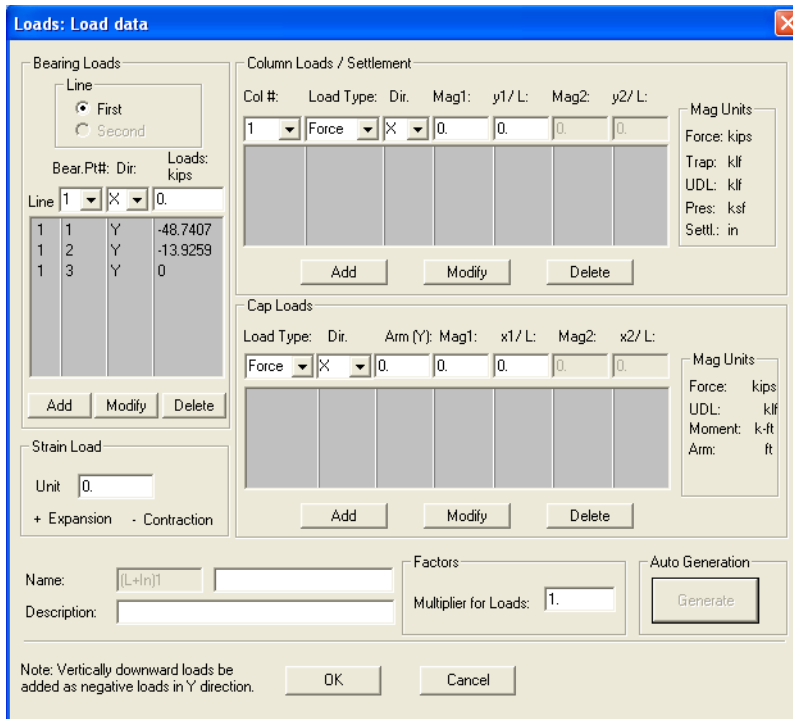 Loads: Load data
Bearing Loads
Line
First
Second
Bear.Pt#: Dir: Loads: kips
Line 1 X 0.
1 1 Y -48.7407
1 2 Y -13.9259
1 3 Y 0
Add Modify Delete
Strain Load
Unit 0.
+ Expansion - Contraction
Column Loads / Settlement
Col #: Load Type: Dir. Mag1: y1/ L: Mag2: y2/ L:
1 Force X 0. 0. 0. 0.
Add Modify Delete
Mag Units
Force: kips
Trap: klf
UDL: klf
Pres: ksf
Settl.: in
Cap Loads
Load Type: Dir. Arm (Y): Mag1: x1/ L: Mag2: x2/ L:
Force X 0. 0. 0. 0. 0.
Add Modify Delete
Mag Units
Force: kips
UDL: klf
Moment: k-ft
Arm: ft
Name: (L+In)1
Description:
Factors
Multiplier for Loads: 1.
Auto Generation
Generate
Note: Vertically downward loads be
added as negative loads in Y direction.
OK Cancel